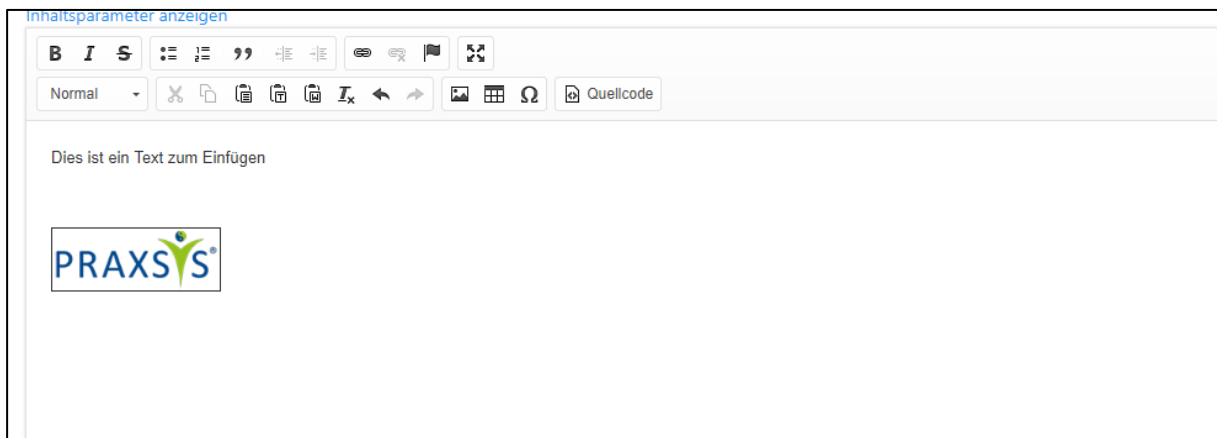 Inhaltsparameter anzeigen
B I S
Normal Ω Quellcode
Dies ist ein Text zum Einfügen
PRAXSYS®